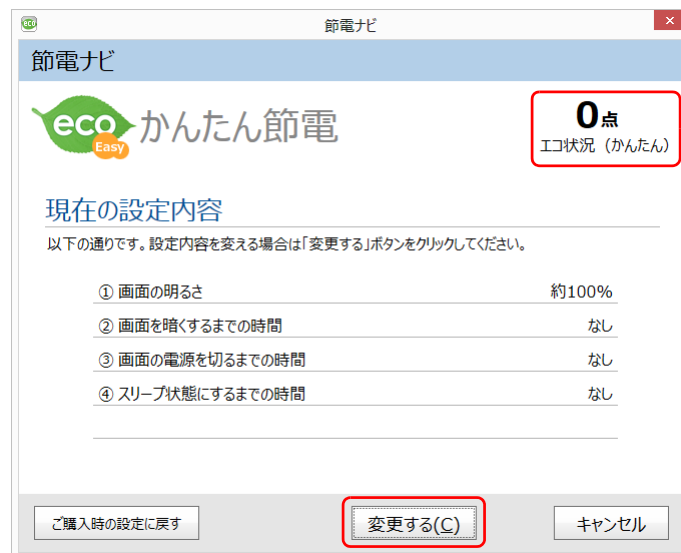 eco
節電ナビ
節電ナビ
eco
Easy
かんたん節電
0点
エコ状況（かんたん）
現在の設定内容
以下の通りです。設定内容を変える場合は「変更する」ボタンをクリックしてください。
① 画面の明るさ 約100%
② 画面を暗くするまでの時間 なし
③ 画面の電源を切るまでの時間 なし
④ スリープ状態にするまでの時間 なし
ご購入時の設定に戻す 変更する(C) キャンセル